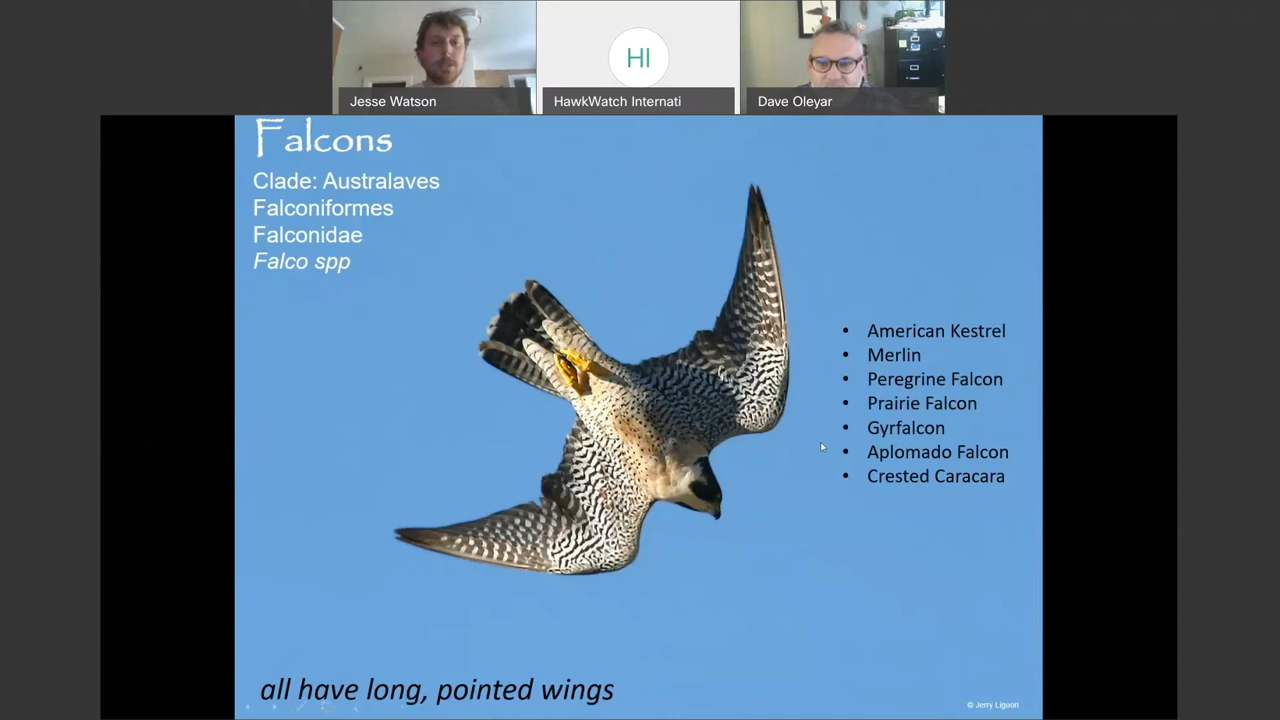 HI
Jesse Watson
HawkWatch Internati
Dave Oleyar
Falcons
Clade: Australaves
Falconiformes
Falconidae
Falco spp
• American Kestrel
• Merlin
• Peregrine Falcon
• Prairie Falcon
• Gyrfalcon
• Aplomado Falcon
• Crested Caracara
all have long, pointed wings
© Jerry Liguori